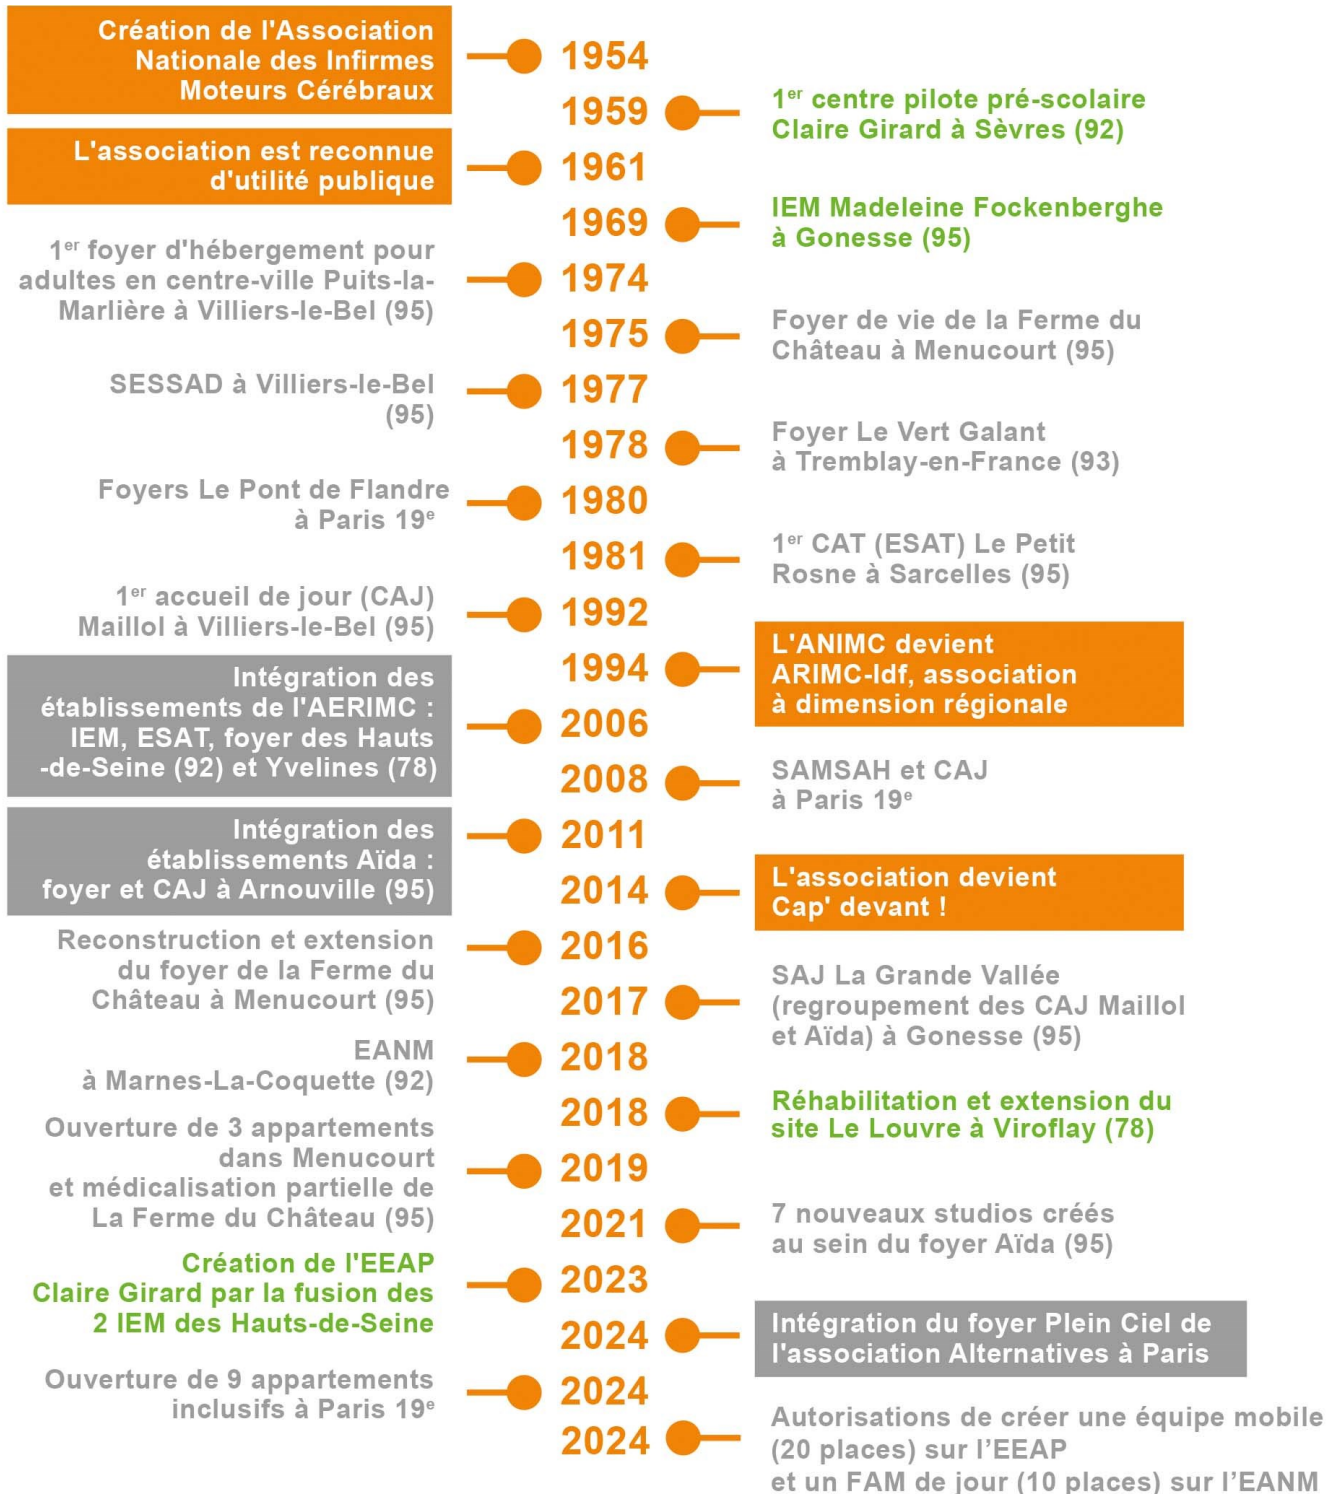 Création de l'Association
Nationale des Infirmes
Moteurs Cérébraux
1954
1959
1er centre pilote pré-scolaire
Claire Girard à Sèvres (92)
L'association est reconnue
d'utilité publique
1961
1969
IEM Madeleine Fockenberghe
à Gonesse (95)
1er foyer d'hébergement pour
adultes en centre-ville Puits-la-
Marlière à Villiers-le-Bel (95)
1974
1975
Foyer de vie de la Ferme du
Château à Menucourt (95)
SESSAD à Villiers-le-Bel
(95)
1977
1978
Foyer Le Vert Galant
à Tremblay-en-France (93)
Foyers Le Pont de Flandre
à Paris 19e
1980
1981
1er CAT (ESAT) Le Petit
Rosne à Sarcelles (95)
1er accueil de jour (CAJ)
Maillol à Villiers-le-Bel (95)
1992
1994
L'ANIMC devient
ARIMC-Idf, association
à dimension régionale
Intégration des
établissements de l'AERIMC :
IEM, ESAT, foyer des Hauts
-de-Seine (92) et Yvelines (78)
2006
2008
SAMSAH et CAJ
à Paris 19e
Intégration des
établissements Aïda :
foyer et CAJ à Arnouville (95)
2011
2014
L'association devient
Cap' devant !
Reconstruction et extension
du foyer de la Ferme du
Château à Menucourt (95)
2016
2017
SAJ La Grande Vallée
(regroupement des CAJ Maillol
et Aïda) à Gonesse (95)
EANM
à Marnes-La-Coquette (92)
2018
2018
Réhabilitation et extension du
site Le Louvre à Viroflay (78)
Ouverture de 3 appartements
dans Menucourt
et médicalisation partielle de
La Ferme du Château (95)
2019
2021
7 nouveaux studios créés
au sein du foyer Aïda (95)
Création de l'EEAP
Claire Girard par la fusion des
2 IEM des Hauts-de-Seine
2023
2024
Intégration du foyer Plein Ciel de
l'association Alternatives à Paris
Ouverture de 9 appartements
inclusifs à Paris 19e
2024
2024
Autorisations de créer une équipe mobile
(20 places) sur l’EEAP
et un FAM de jour (10 places) sur l’EANM